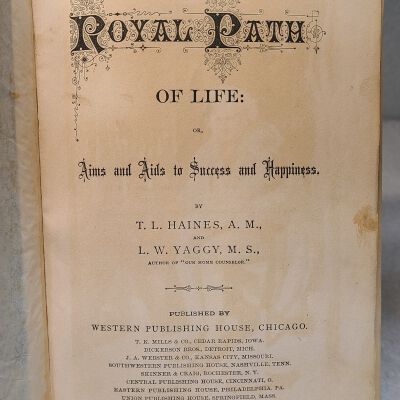 ROYAL PATH
OF LIFE:
OR,
Aims and Aids to Success and Happiness.
BY
T. L. HAINES, A. M.,
AND
L. W. YAGGY, M. S.,
AUTHOR OF "OUR HOME COUNSELOR."
PUBLISHED BY
WESTERN PUBLISHING HOUSE, CHICAGO.
T. E. MILLS & CO., CEDAR RAPIDS, IOWA.
DICKERSON BROS., DETROIT, MICH.
J. A. WEBSTER & CO., KANSAS CITY, MISSOURI.
SOUTHWESTERN PUBLISHING HOUSE, NASHVILLE, TENN.
SKINNER & CRAIG, ROCHESTER, N. Y.
CENTRAL PUBLISHING HOUSE, CINCINNATI, O.
EASTERN PUBLISHING HOUSE, PHILADELPHIA, PA.
UNION PUBLISHING HOUSE, SPRINGFIELD, MASS.